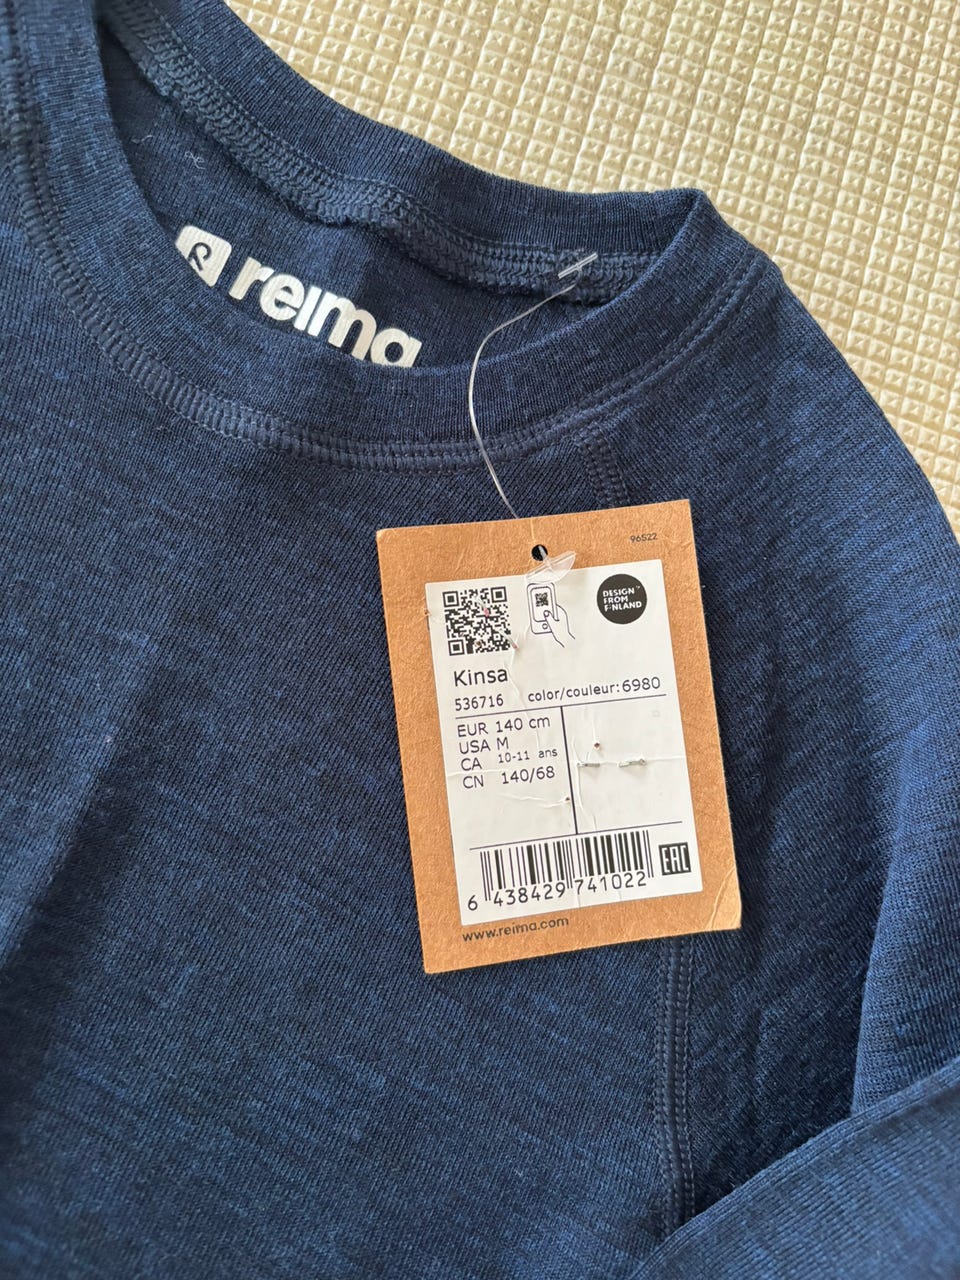 reima
96S22
DESIGN
FROM
FINLAND
Kinsa
536716 color/couleur:6980
EUR 140 cm
USA M
CA 10-11 ans
CN 140/68
6 438429 741022
EAC
www.reima.com